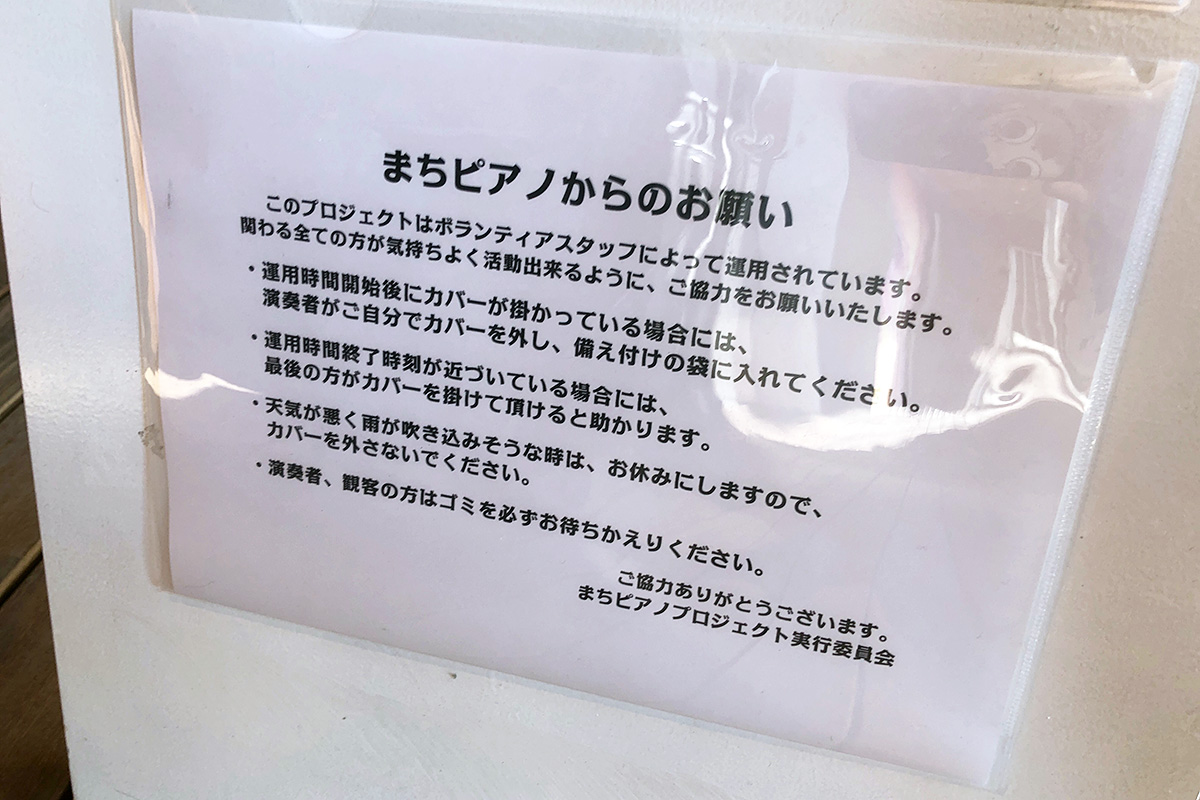 まちピアノからのお願い
このプロジェクトはボランティアスタッフによって運用されています。
関わる全ての方が気持ちよく活動出来るように、ご協力をお願いいたします。
・運用時間開始後にカバーが掛かっている場合には、
演奏者がご自分でカバーを外し、備え付けの袋に入れてください。
・運用時間終了時刻が近づいている場合には、
最後の方がカバーを掛けて頂けると助かります。
・天気が悪く雨が吹き込みそうな時は、お休みにしますので、
カバーを外さないでください。
・演奏者、観客の方はゴミを必ずお待ちかえりください。
ご協力ありがとうございます。
まちピアノプロジェクト実行委員会